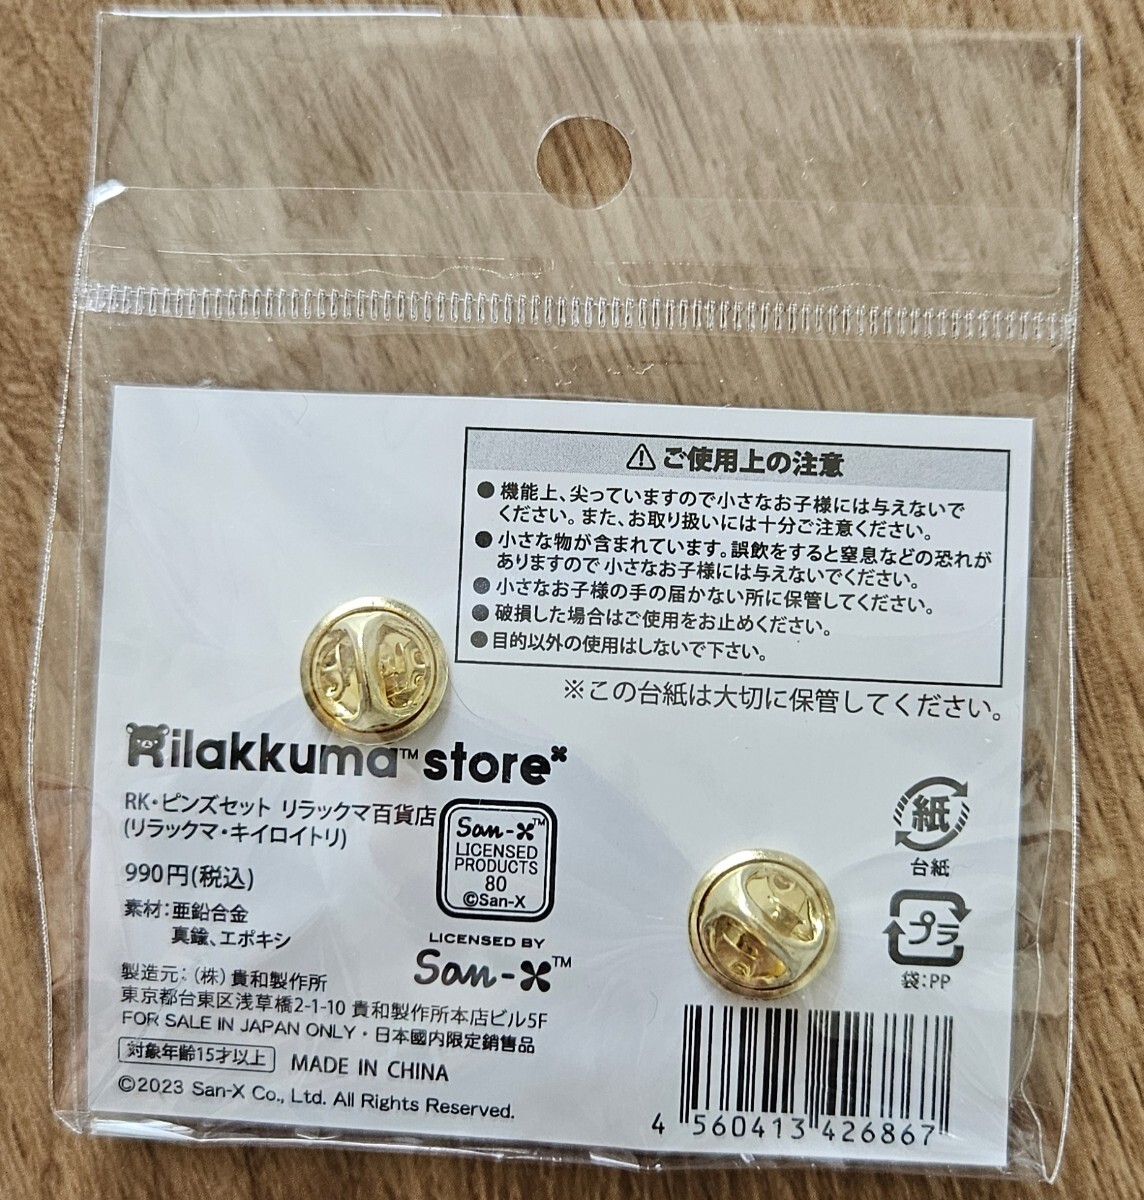 ⚠ご使用上の注意
●機能上、尖っていますので小さなお子様には与えないで
ください。また、お取り扱いには十分ご注意ください。
●小さな物が含まれています。誤飲をすると窒息などの恐れが
ありますので小さなお子様には与えないでください。
●小さなお子様の手の届かない所に保管してください。
●破損した場合はご使用をお止めください。
●目的以外の使用はしないで下さい。
※この台紙は大切に保管してください。
Rilakkuma™ store
RK・ピンズセット リラックマ百貨店
(リラックマ・キイロイトリ)
990円(税込)
素材：亜鉛合金
真鍮、エポキシ
San-X™
LICENSED
PRODUCTS
80
©San-X
LICENSED BY
San-X™
製造元：(株)貴和製作所
東京都台東区浅草橋2-1-10 貴和製作所本店ビル5F
FOR SALE IN JAPAN ONLY・日本國内限定銷售品
対象年齢15才以上 MADE IN CHINA
©2023 San-X Co., Ltd. All Rights Reserved.
紙
台紙
プラ
袋：PP
4 560413 426867